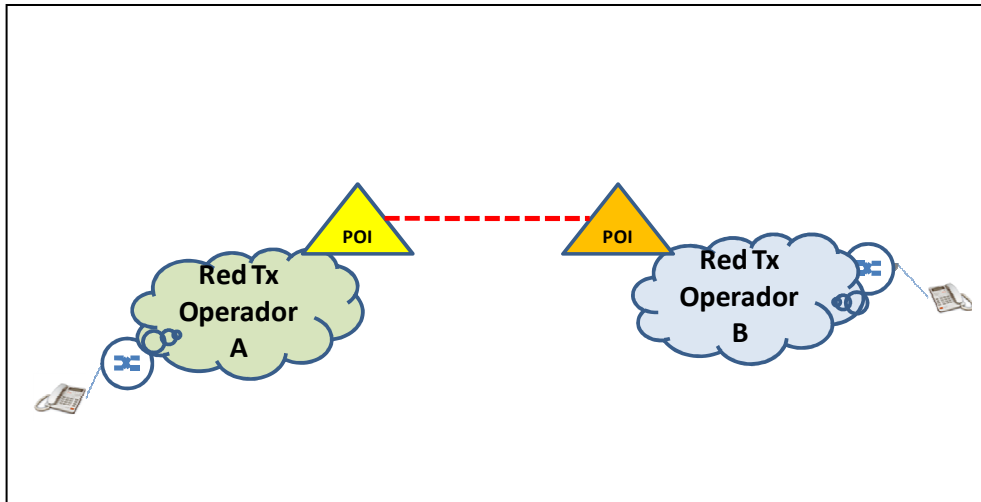 POI
POI
Red Tx
Operador
A
Red Tx
Operador
B